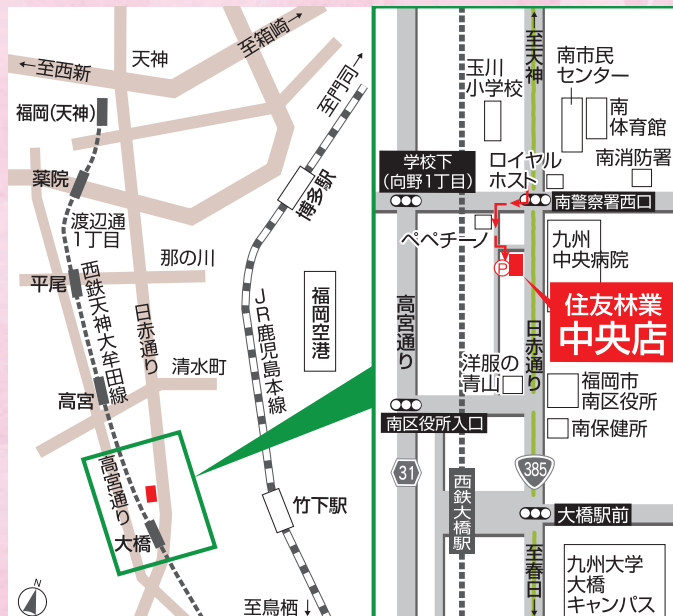 ←至西新
天神
至箱崎→
福岡(天神)
至門司→
薬院
博多駅
渡辺通
1丁目
那の川
平尾
西鉄天神大牟田線
日赤通り
JR鹿児島本線
福岡空港
清水町
高宮
高宮通り
大橋
竹下駅
至鳥栖↓
N
←至天神
玉川
小学校
南市民
センター
南
体育館
学校下
(向野1丁目)
ロイヤル
ホスト
南消防署
南警察署西口
ペペチーノ
九州
中央病院
P
住友林業
中央店
高宮通り
日赤通り
洋服の
青山
福岡市
南区役所
南区役所入口
南保健所
31
385
西鉄大橋駅
大橋駅前
至春日→
九州大学
大橋
キャンパス